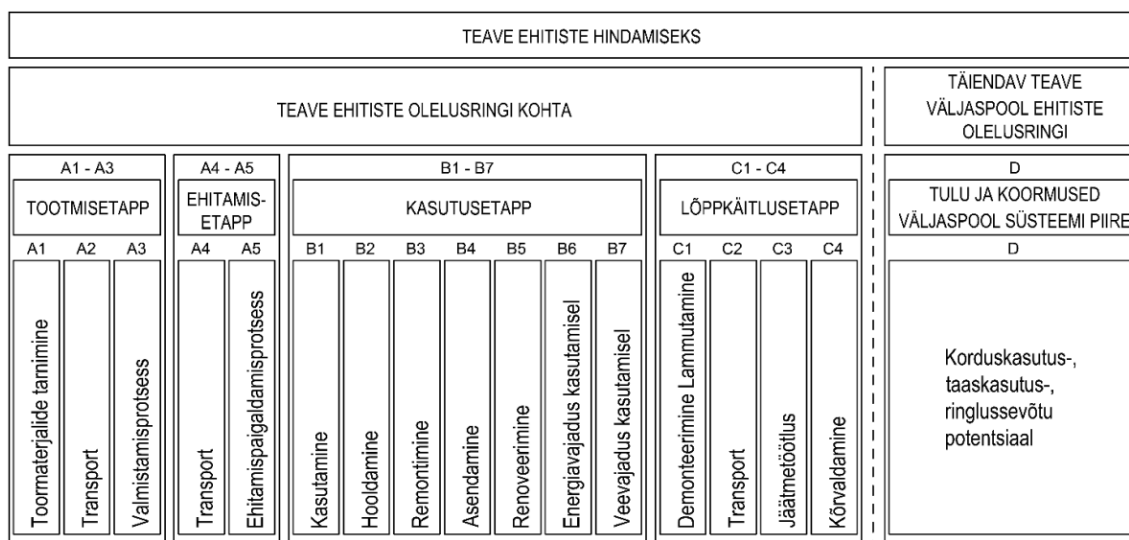 TEAVE EHITISTE HINDAMISEKS
TEAVE EHITISTE OLELUSRINGI KOHTA
TÄIENDAV TEAVE
VÄLJASPOOL EHITISTE
OLELUSRINGI
A1 - A3
TOOTMISETAPP
A1
A2
A3
Toormaterjalide tarnimine
Transport
Valmistamisprotsess
A4 - A5
EHITAMIS-
ETAPP
A4
A5
Transport
Ehitamispaigaldamisprotsess
B1 - B7
KASUTUSETAPP
B1
B2
B3
B4
B5
B6
B7
Kasutamine
Hooldamine
Remontimine
Asendamine
Renoveerimine
Energiavajadus kasutamisel
Veevajadus kasutamisel
C1 - C4
LÕPPKÄITLUSETAPP
C1
C2
C3
C4
Demonteerimine Lammutamine
Transport
Jäätmetöötlus
Kõrvaldamine
D
TULU JA KOORMUSED
VÄLJASPOOL SÜSTEEMI PIIRE
D
Korduskasutus-,
taaskasutus-,
ringlussevõtu
potentsiaal